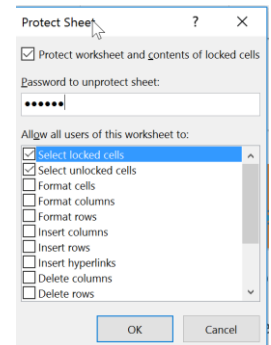 Protect Sheet ? ×
Protect worksheet and contents of locked cells
Password to unprotect sheet:
••••••
Allow all users of this worksheet to:
Select locked cells
Select unlocked cells
Format cells
Format columns
Format rows
Insert columns
Insert rows
Insert hyperlinks
Delete columns
Delete rows
OK Cancel